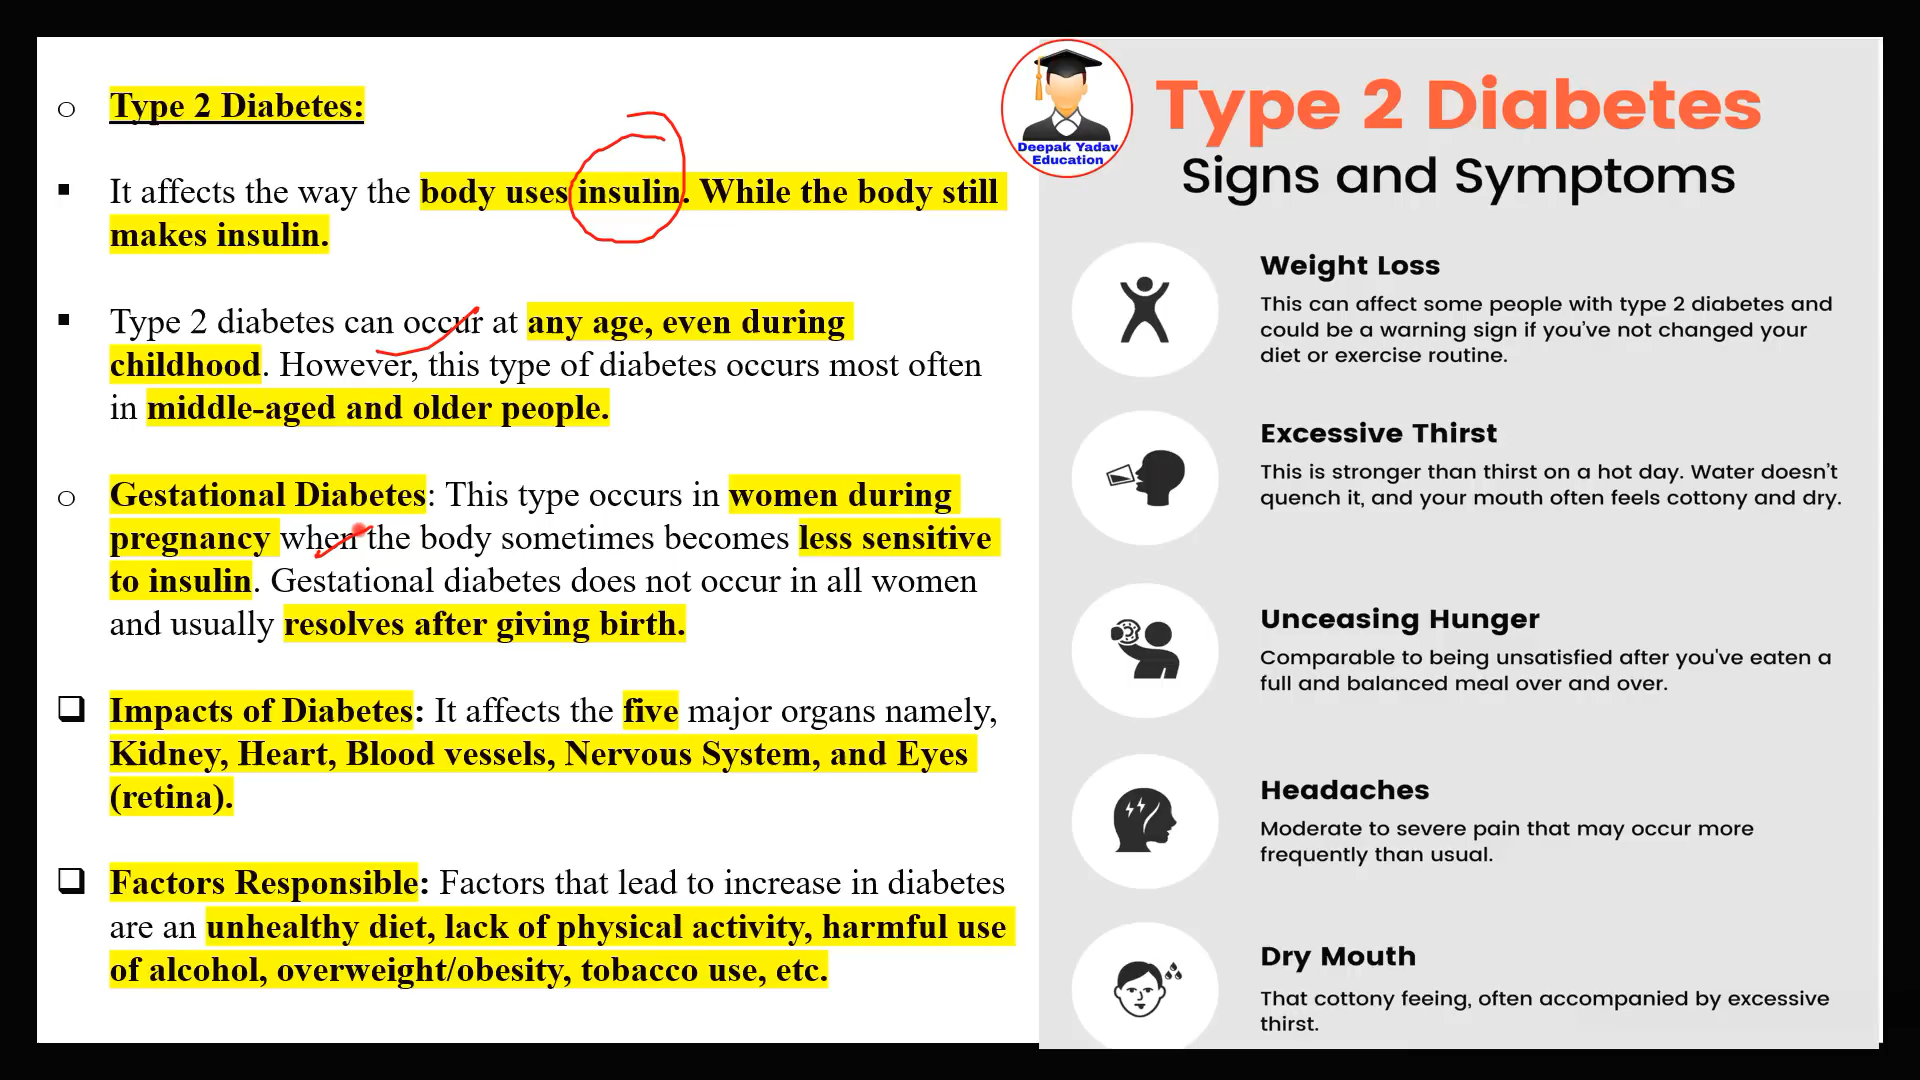 Type 2 Diabetes:
It affects the way the body uses insulin. While the body still
makes insulin.
Type 2 diabetes can occur at any age, even during
childhood. However, this type of diabetes occurs most often
in middle-aged and older people.
Gestational Diabetes: This type occurs in women during
pregnancy when the body sometimes becomes less sensitive
to insulin. Gestational diabetes does not occur in all women
and usually resolves after giving birth.
Impacts of Diabetes: It affects the five major organs namely,
Kidney, Heart, Blood vessels, Nervous System, and Eyes
(retina).
Factors Responsible: Factors that lead to increase in diabetes
are an unhealthy diet, lack of physical activity, harmful use
of alcohol, overweight/obesity, tobacco use, etc.
Deepak Yadav
Education
Type 2 Diabetes
Signs and Symptoms
Weight Loss
This can affect some people with type 2 diabetes and
could be a warning sign if you've not changed your
diet or exercise routine.
Excessive Thirst
This is stronger than thirst on a hot day. Water doesn't
quench it, and your mouth often feels cottony and dry.
Unceasing Hunger
Comparable to being unsatisfied after you've eaten a
full and balanced meal over and over.
Headaches
Moderate to severe pain that may occur more
frequently than usual.
Dry Mouth
That cottony feeing, often accompanied by excessive
thirst.